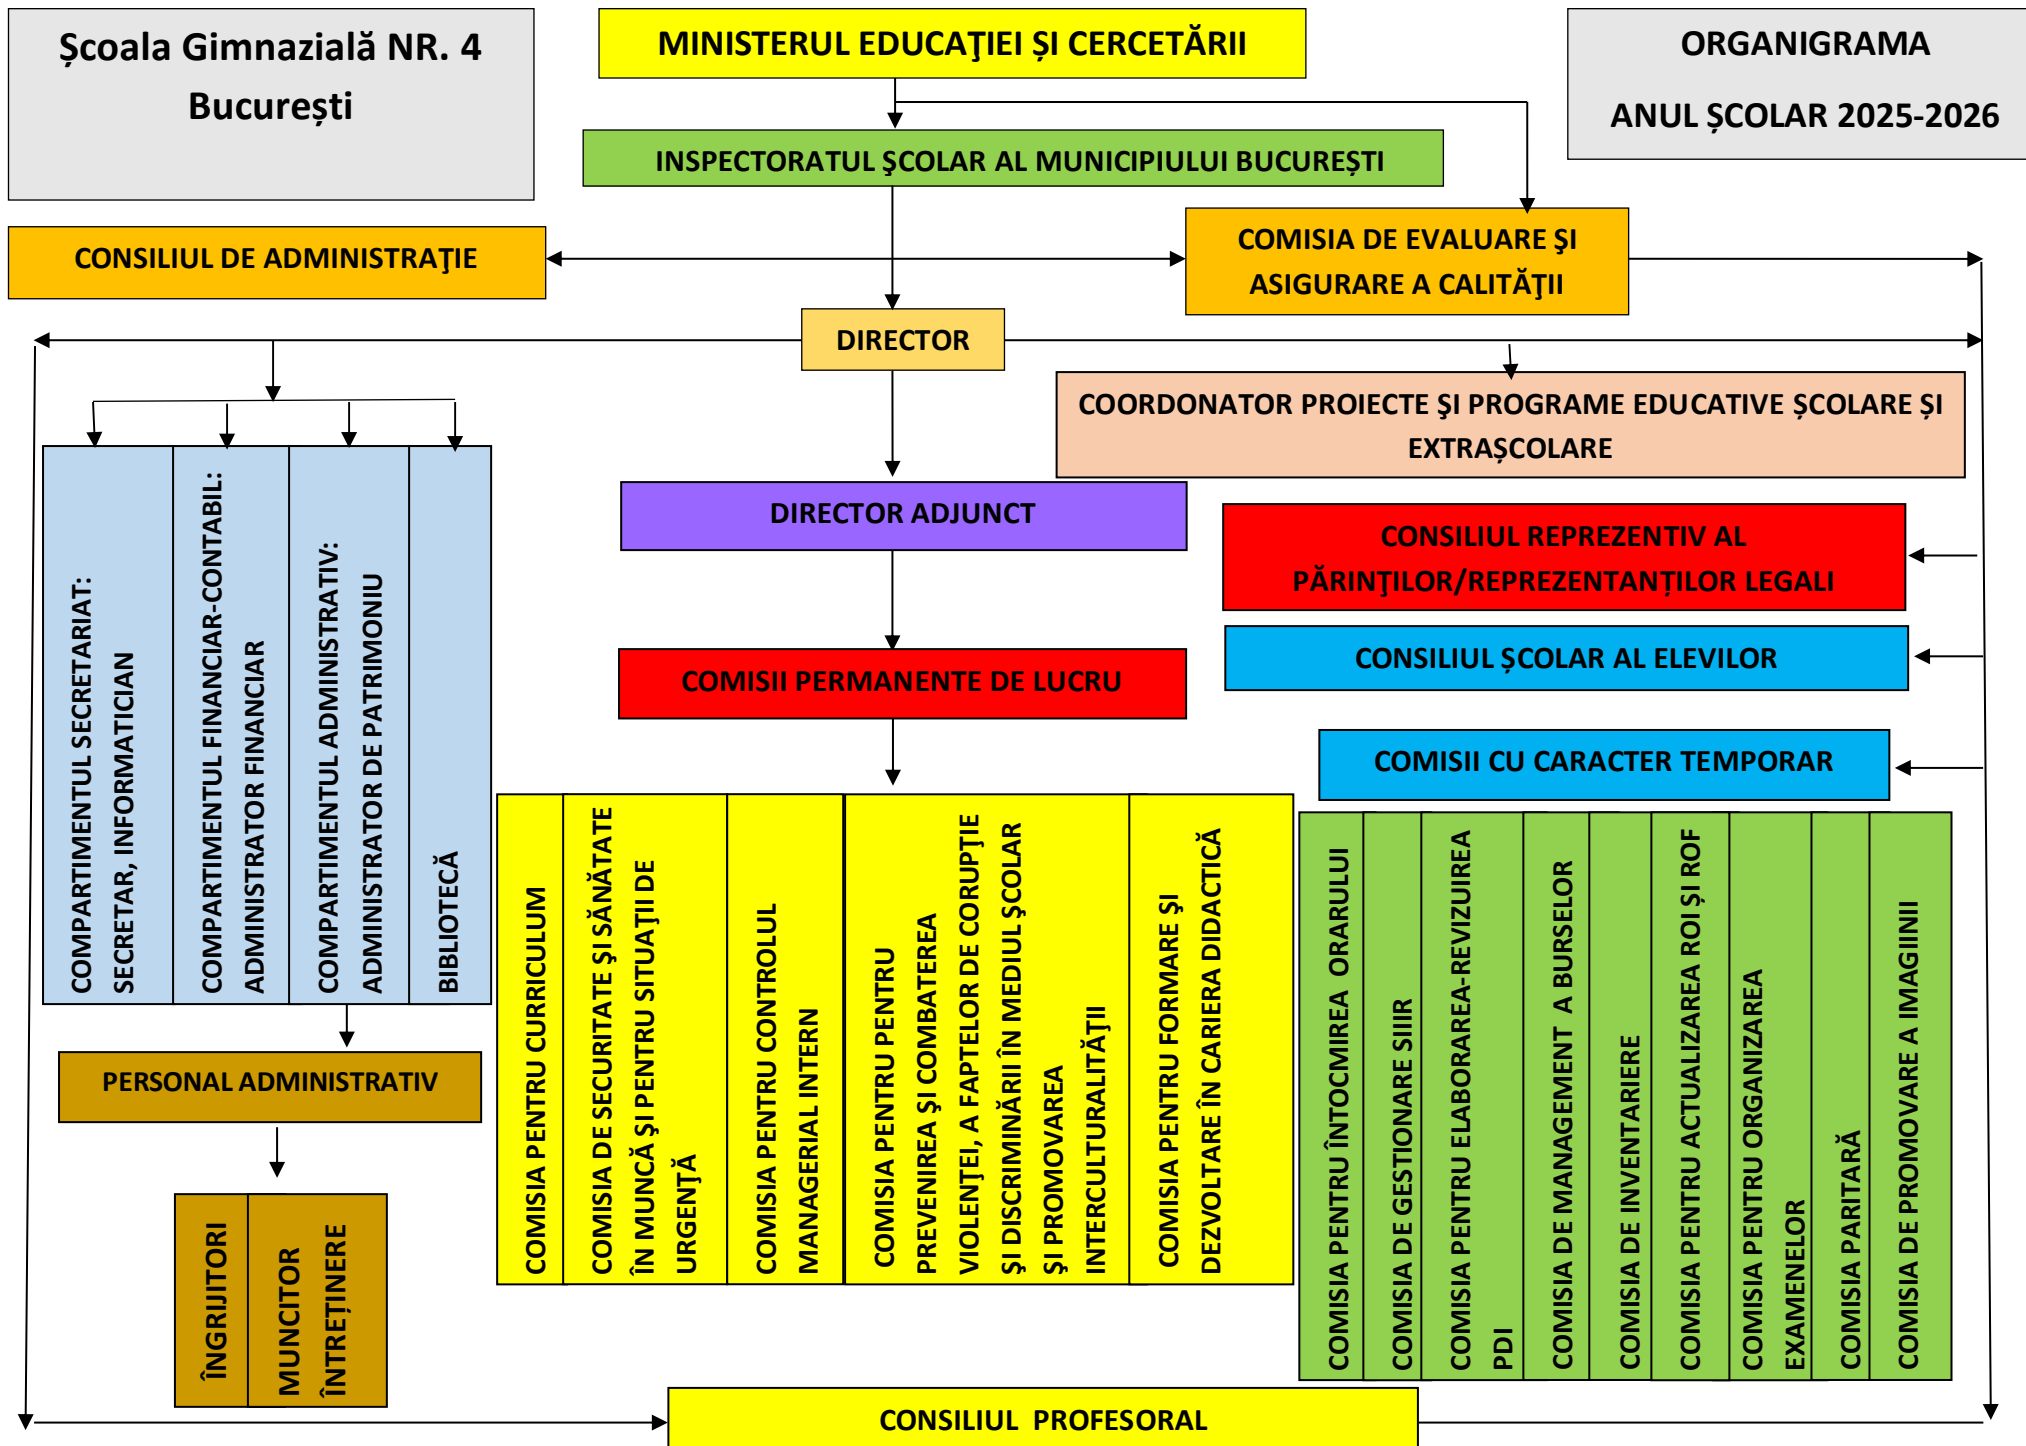 Școala Gimnazială NR. 4
București
MINISTERUL EDUCAŢIEI ȘI CERCETĂRII
ORGANIGRAMA
ANUL ȘCOLAR 2025-2026
INSPECTORATUL ŞCOLAR AL MUNICIPIULUI BUCUREȘTI
CONSILIUL DE ADMINISTRAŢIE
COMISIA DE EVALUARE ŞI
ASIGURARE A CALITĂŢII
DIRECTOR
COORDONATOR PROIECTE ŞI PROGRAME EDUCATIVE ȘCOLARE ȘI
EXTRAȘCOLARE
DIRECTOR ADJUNCT
CONSILIUL REPREZENTIV AL
PĂRINŢILOR/REPREZENTANȚILOR LEGALI
CONSILIUL ȘCOLAR AL ELEVILOR
COMISII PERMANENTE DE LUCRU
COMISII CU CARACTER TEMPORAR
COMPARTIMENTUL SECRETARIAT:
SECRETAR, INFORMATICIAN
COMPARTIMENTUL FINANCIAR-CONTABIL:
ADMINISTRATOR FINANCIAR
COMPARTIMENTUL ADMINISTRATIV:
ADMINISTRATOR DE PATRIMONIU
BIBLIOTECĂ
PERSONAL ADMINISTRATIV
ÎNGRIJITORI
MUNCITOR
ÎNTREȚINERE
COMISIA PENTRU CURRICULUM
COMISIA DE SECURITATE ŞI SĂNĂTATE
ÎN MUNCĂ ŞI PENTRU SITUAŢII DE
URGENŢĂ
COMISIA PENTRU CONTROLUL
MANAGERIAL INTERN
COMISIA PENTRU PENTRU
PREVENIREA ŞI COMBATEREA
VIOLENŢEI, A FAPTELOR DE CORUPŢIE
ŞI DISCRIMINĂRII ÎN MEDIUL ŞCOLAR
ŞI PROMOVAREA
INTERCULTURALITĂŢII
COMISIA PENTRU FORMARE ŞI
DEZVOLTARE ÎN CARIERA DIDACTICĂ
COMISIA PENTRU ÎNTOCMIREA ORARULUI
COMISIA DE GESTIONARE SIIIR
COMISIA PENTRU ELABORAREA-REVIZUIREA
PDI
COMISIA DE MANAGEMENT A BURSELOR
COMISIA DE INVENTARIERE
COMISIA PENTRU ACTUALIZAREA ROI ȘI ROF
COMISIA PENTRU ORGANIZAREA
EXAMENELOR
COMISIA PARITARĂ
COMISIA DE PROMOVARE A IMAGIINII
CONSILIUL PROFESORAL